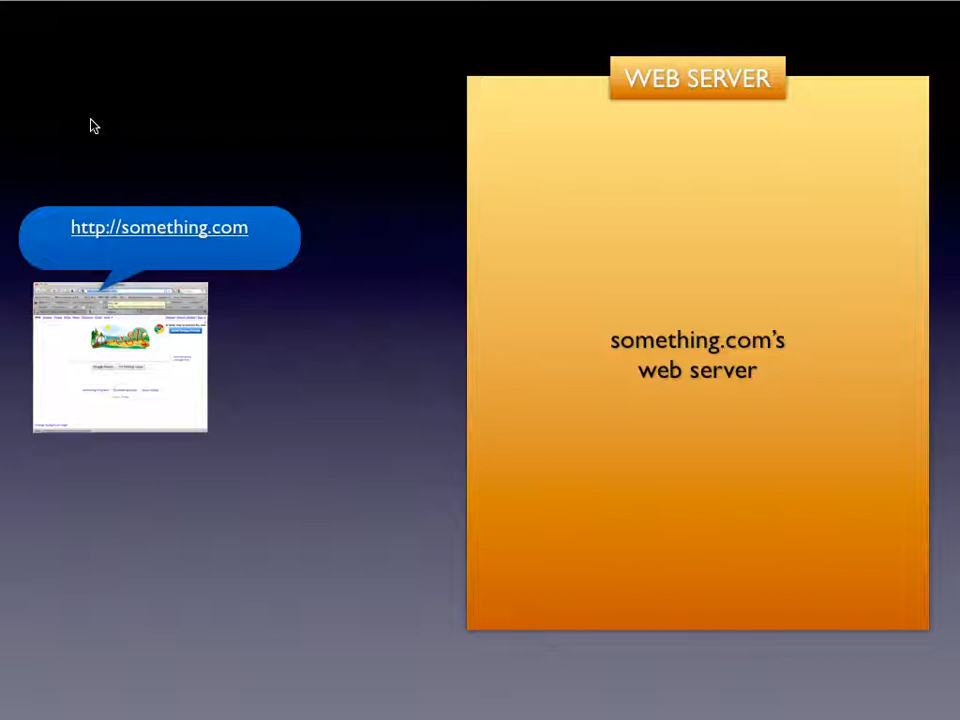 WEB SERVER
http://something.com
something.com’s
web server